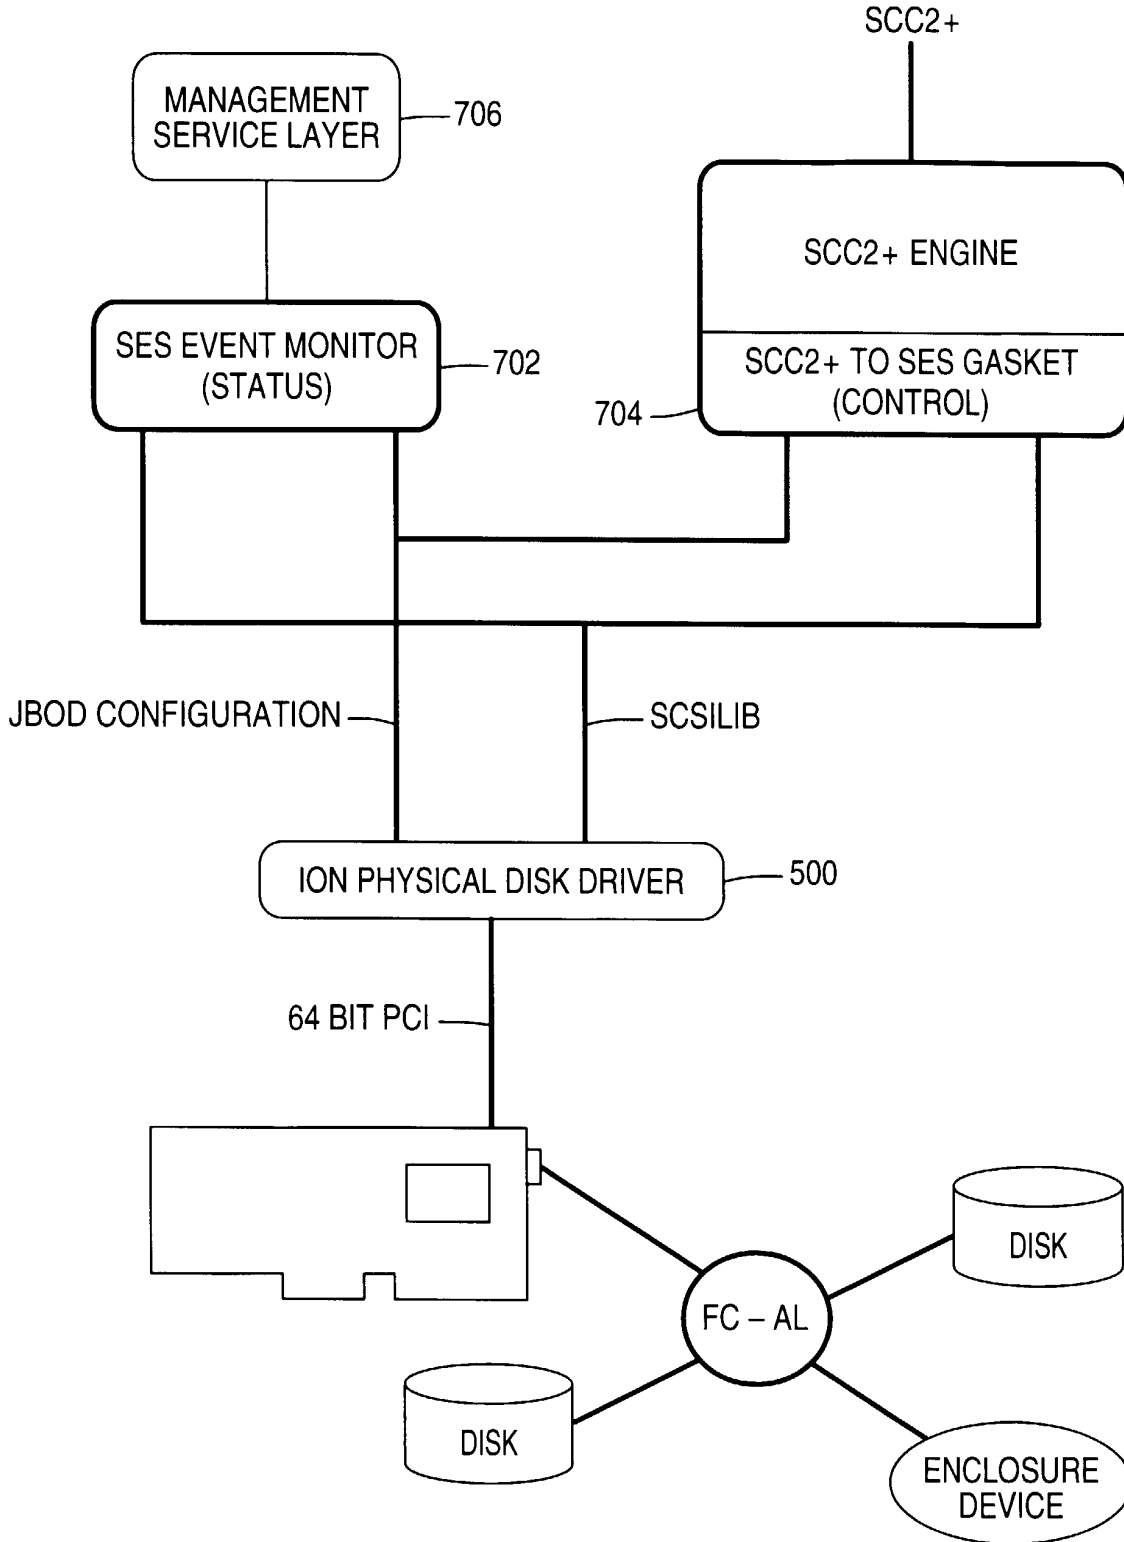 SCC2+
MANAGEMENT
SERVICE LAYER
706
SCC2+ ENGINE
SES EVENT MONITOR
(STATUS)
702
SCC2+ TO SES GASKET
(CONTROL)
704
JBOD CONFIGURATION
SCSILIB
ION PHYSICAL DISK DRIVER
500
64 BIT PCI
DISK
FC – AL
DISK
ENCLOSURE
DEVICE